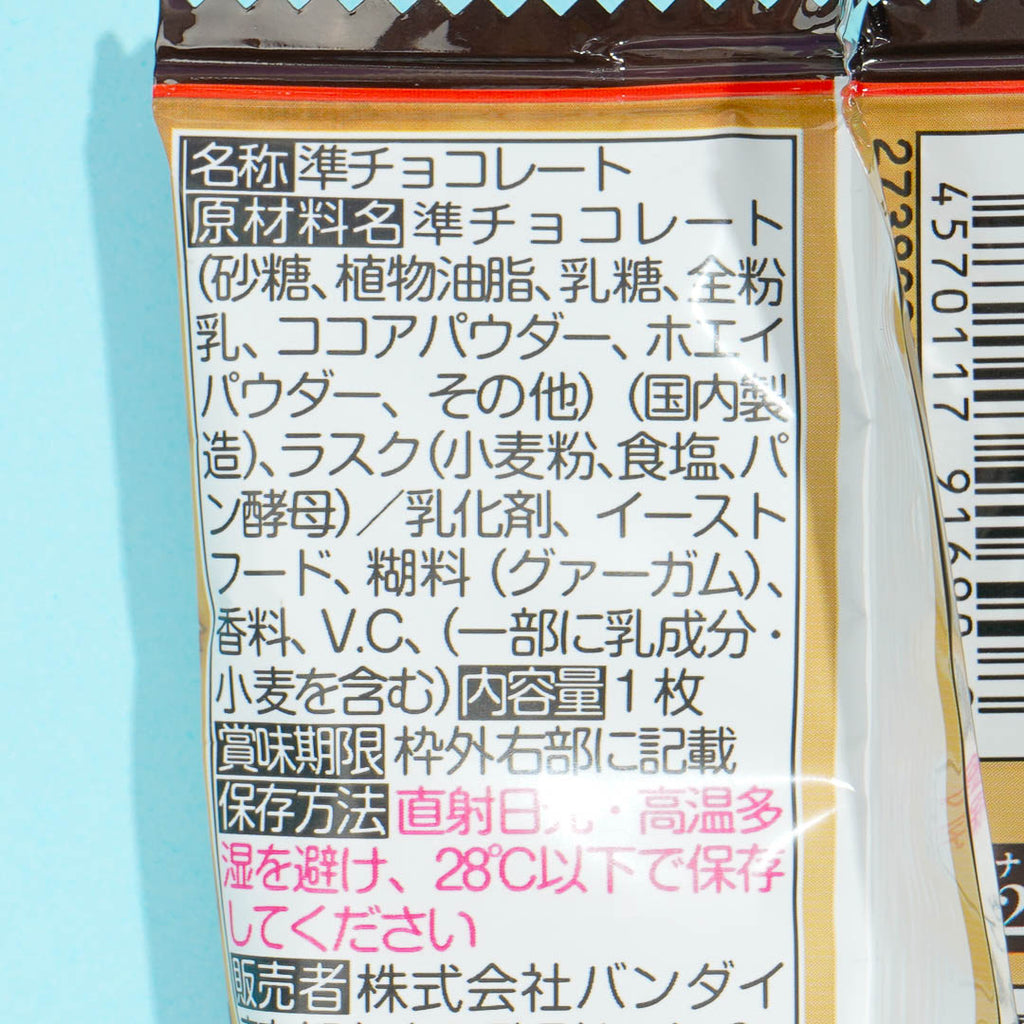 名称 準チョコレート
原材料名 準チョコレート
(砂糖、植物油脂、乳糖、全粉
乳、ココアパウダー、ホエイ
パウダー、その他)(国内製
造)、ラスク(小麦粉、食塩、パ
ン酵母)/乳化剤、イースト
フード、糊料(グァーガム)、
香料、V.C、(一部に乳成分・
小麦を含む) 内容量 1枚
賞味期限 枠外右部に記載
保存方法 直射日光・高温多
湿を避け、28℃以下で保存
してください
販売者 株式会社バンダイ
4570117